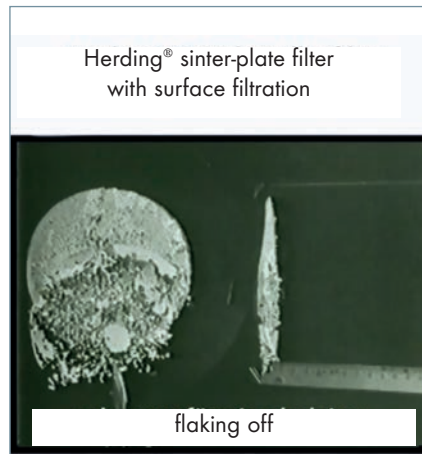 Herding® sinter-plate filter
with surface filtration
flaking off